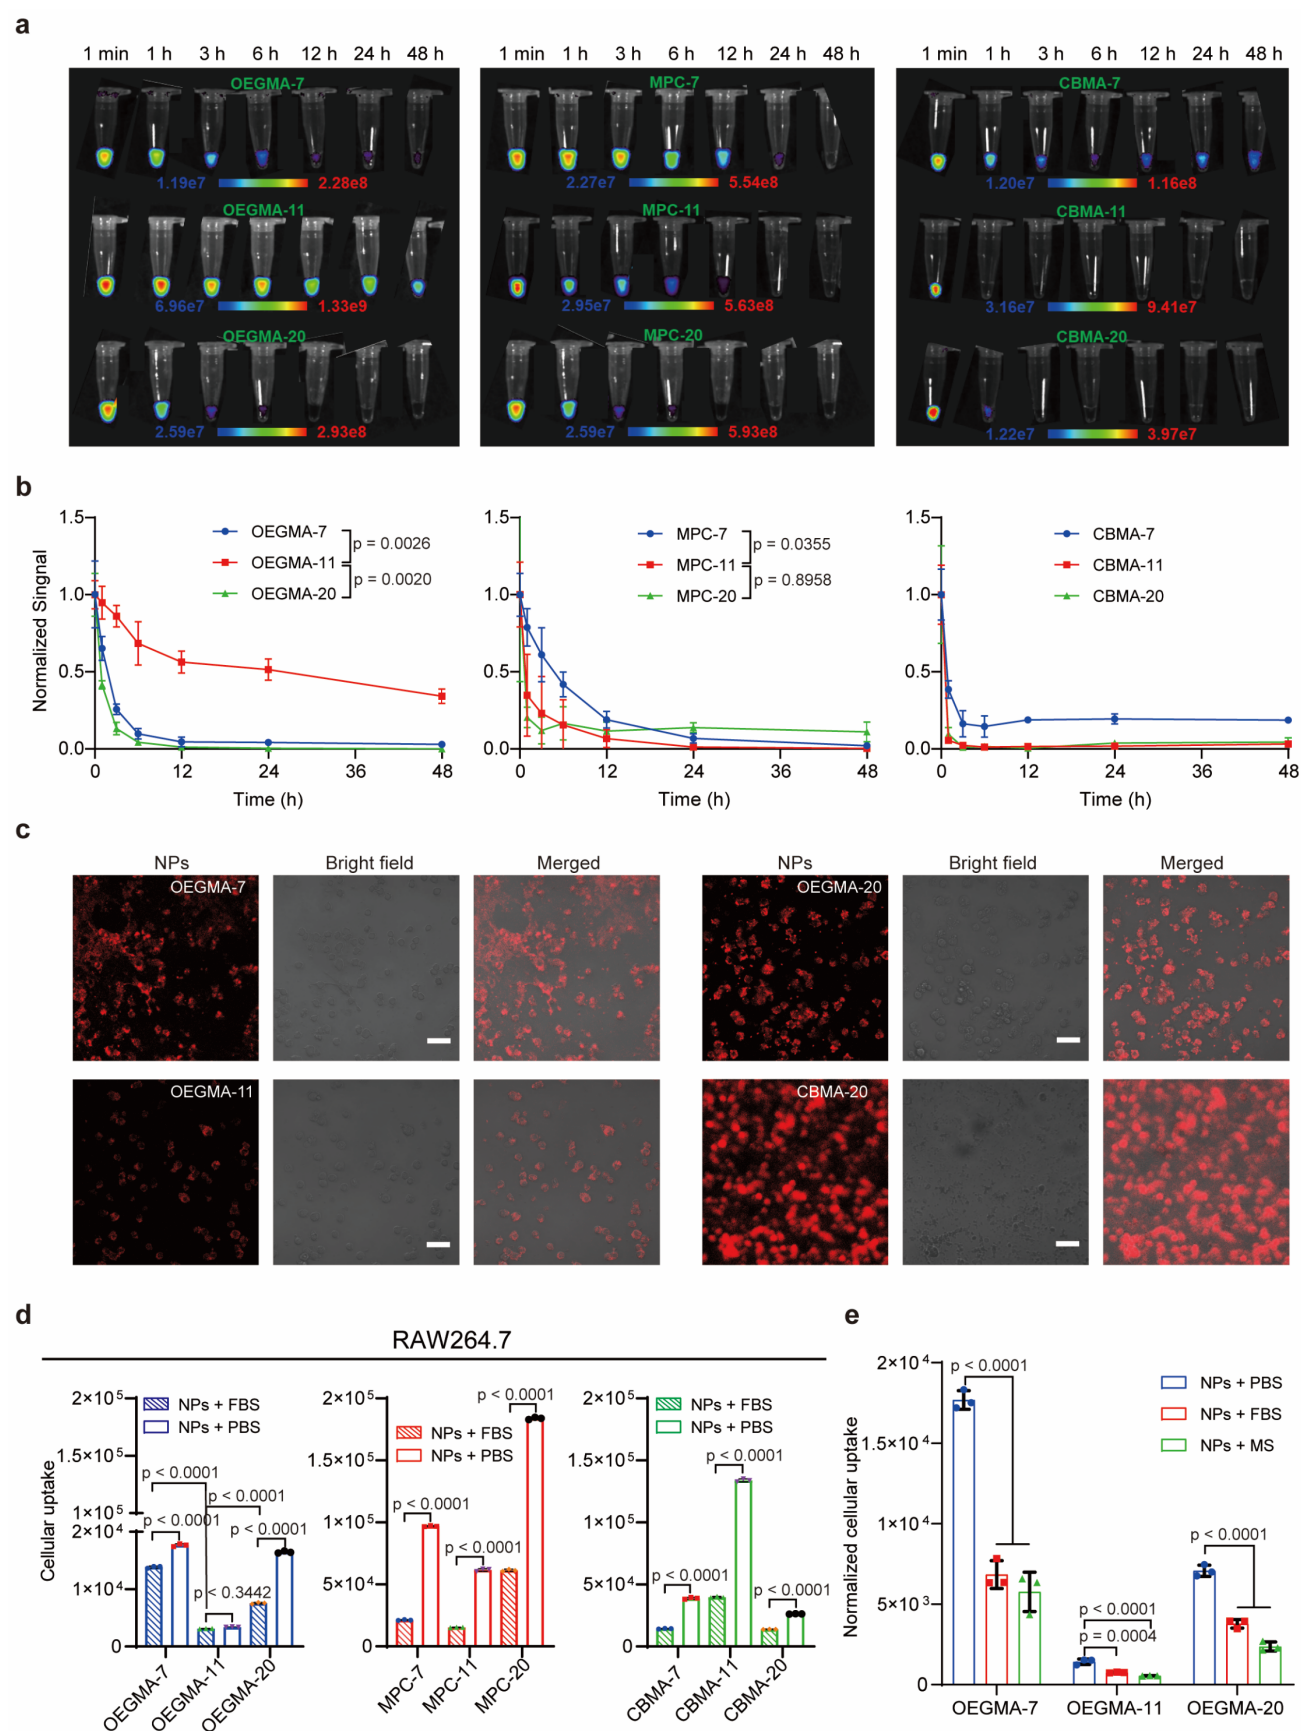 a
1 min 1 h 3 h 6 h 12 h 24 h 48 h
1 min 1 h 3 h 6 h 12 h 24 h 48 h
1 min 1 h 3 h 6 h 12 h 24 h 48 h
OEGMA-7
1.19e7 2.28e8
OEGMA-11
6.96e7 1.33e9
OEGMA-20
2.59e7 2.93e8
MPC-7
2.27e7 5.54e8
MPC-11
2.95e7 5.63e8
MPC-20
2.59e7 5.93e8
CBMA-7
1.20e7 1.16e8
CBMA-11
3.16e7 9.41e7
CBMA-20
1.22e7 3.97e7
b
Normalized Singnal
1.5
1.0
0.5
0.0
0 12 24 36 48
Time (h)
OEGMA-7
OEGMA-11
OEGMA-20
p = 0.0026
p = 0.0020
1.5
1.0
0.5
0.0
0 12 24 36 48
Time (h)
MPC-7
MPC-11
MPC-20
p = 0.0355
p = 0.8958
1.5
1.0
0.5
0.0
0 12 24 36 48
Time (h)
CBMA-7
CBMA-11
CBMA-20
c
NPs Bright field Merged NPs Bright field Merged
OEGMA-7
OEGMA-20
OEGMA-11
CBMA-20
d
RAW264.7
Cellular uptake
2×10⁵
1.5×10⁵
1×10⁵
2×10⁴
1×10⁴
0
NPs + FBS
NPs + PBS
p < 0.0001
p < 0.0001
p < 0.0001
p < 0.0001
p < 0.3442
OEGMA-7
OEGMA-11
OEGMA-20
2×10⁵
1.5×10⁵
1×10⁵
5×10⁴
0
NPs + FBS
NPs + PBS
p < 0.0001
p < 0.0001
p < 0.0001
MPC-7
MPC-11
MPC-20
2×10⁵
1.5×10⁵
1×10⁵
5×10⁴
0
NPs + FBS
NPs + PBS
p < 0.0001
p < 0.0001
p < 0.0001
CBMA-7
CBMA-11
CBMA-20
e
Normalized cellular uptake
2×10⁴
1.5×10⁴
1×10⁴
5×10³
0
p < 0.0001
p < 0.0001
p = 0.0004
p < 0.0001
NPs + PBS
NPs + FBS
NPs + MS
OEGMA-7 OEGMA-11 OEGMA-20